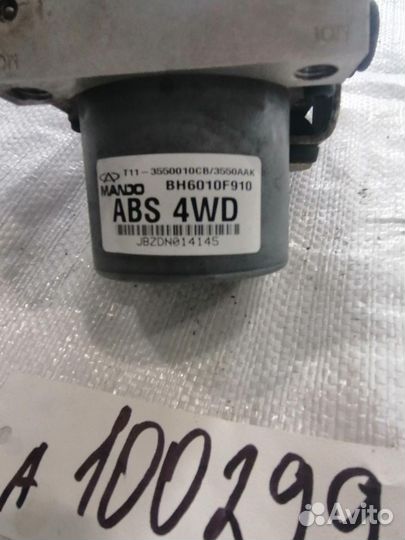 T11-3550010CB/3550AAK
MANDO BH6010F910
ABS 4WD
JBZDN014145
A 100299
Avito